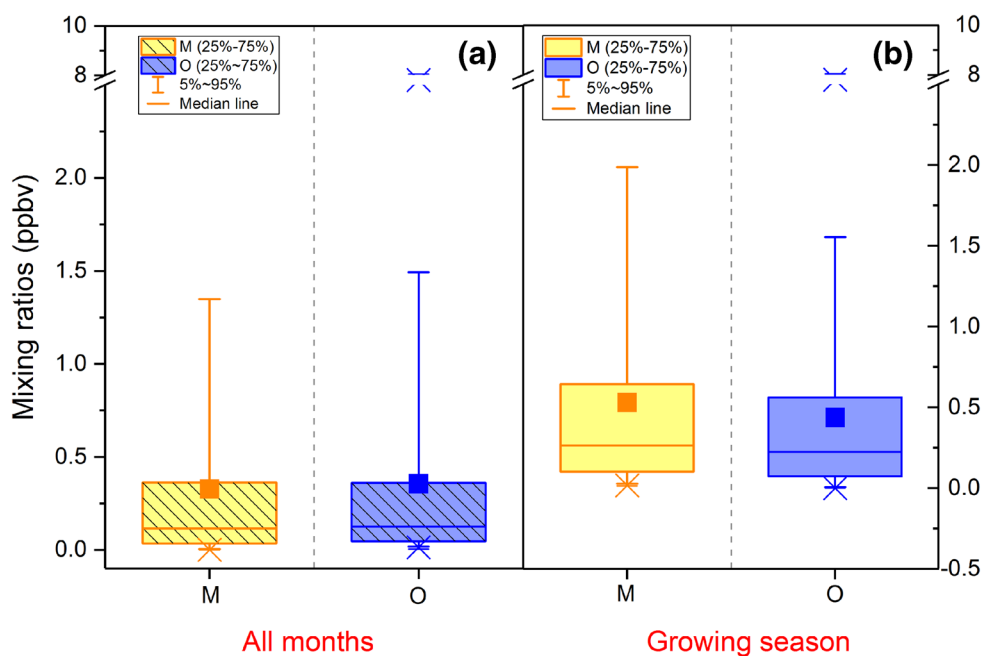 10
8
2.0
1.5
1.0
0.5
0.0
Mixing ratios (ppbv)
M (25%-75%)
O (25%~75%)
5%~95%
Median line
(a)
M (25%-75%)
O (25%-75%)
5%~95%
Median line
(b)
10
8
2.0
1.5
1.0
0.5
0.0
-0.5
M
O
M
O
All months
Growing season